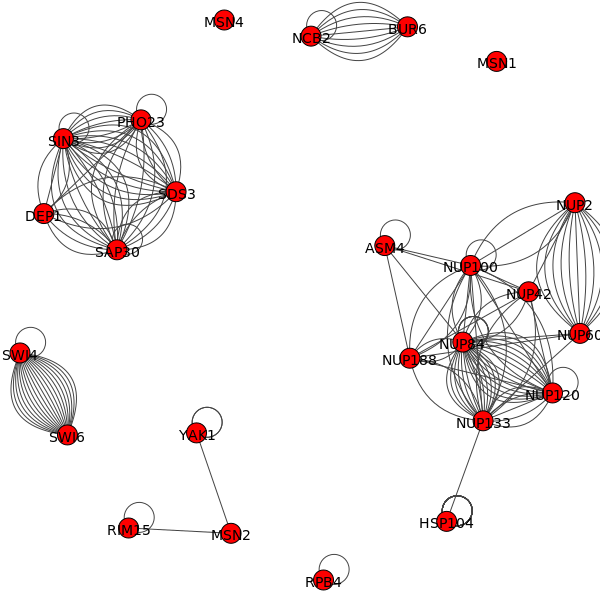 MSN4
NCB2
BUR6
MSN1
PHO23
SIN3
SDS3
DEP1
SAP30
NUP2
ASM4
NUP100
NUP42
NUP60
NUP84
NUP188
SWI4
NUP120
NUP133
SWI6
YAK1
HSP104
RIM15
MSN2
RPB4